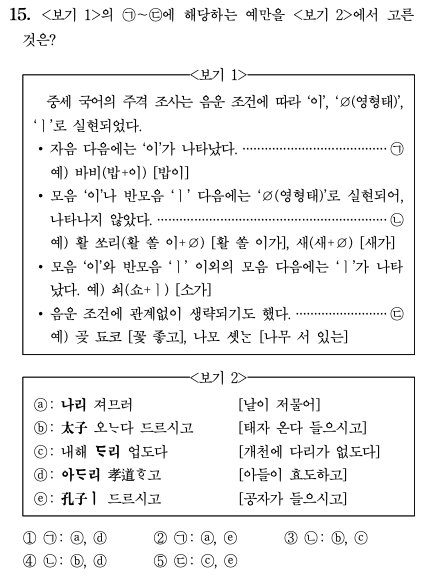 15. <보기 1>의 ㉠~㉢에 해당하는 예만을 <보기 2>에서 고른
것은?
<보기 1>
중세 국어의 주격 조사는 음운 조건에 따라 ‘이’, ‘∅(영형태)’,
‘ㅣ’로 실현되었다.
• 자음 다음에는 ‘이’가 나타났다. ······································ ㉠
예) 바비(밥+이) [밥이]
• 모음 ‘이’나 반모음 ‘ㅣ’ 다음에는 ‘∅(영형태)’로 실현되어,
나타나지 않았다. ······························································ ㉡
예) 활 쏘리(활 쏠 이+∅) [활 쏠 이가], 새(새+∅) [새가]
• 모음 ‘이’와 반모음 ‘ㅣ’ 이외의 모음 다음에는 ‘ㅣ’가 나타
났다. 예) 쇠(쇼+ㅣ) [소가]
• 음운 조건에 관계없이 생략되기도 했다. ························ ㉢
예) 곶 됴코 [꽃 좋고], 나모 셋ᄂᆞᆫ [나무 서 있는]
<보기 2>
ⓐ: 나리 져므러 [날이 저물어]
ⓑ: 太子 오ᄂᆞ다 드르시고 [태자 온다 들으시고]
ⓒ: 내해 ᄃᆞ리 업도다 [개천에 다리가 없도다]
ⓓ: 아ᄃᆞ리 孝道ᄒᆞ고 [아들이 효도하고]
ⓔ: 孔子ㅣ 드르시고 [공자가 들으시고]
① ㉠: ⓐ, ⓓ ② ㉠: ⓐ, ⓔ ③ ㉡: ⓑ, ⓒ
④ ㉡: ⓑ, ⓓ ⑤ ㉢: ⓒ, ⓔ